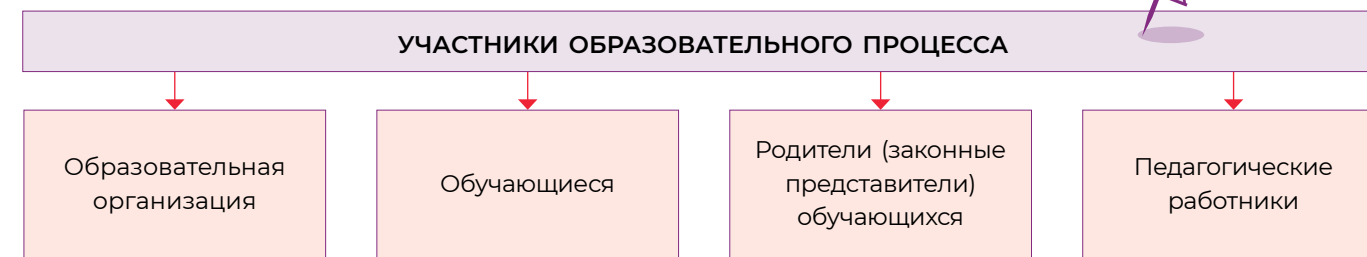 УЧАСТНИКИ ОБРАЗОВАТЕЛЬНОГО ПРОЦЕССА
Образовательная
организация
Обучающиеся
Родители (законные
представители)
обучающихся
Педагогические
работники